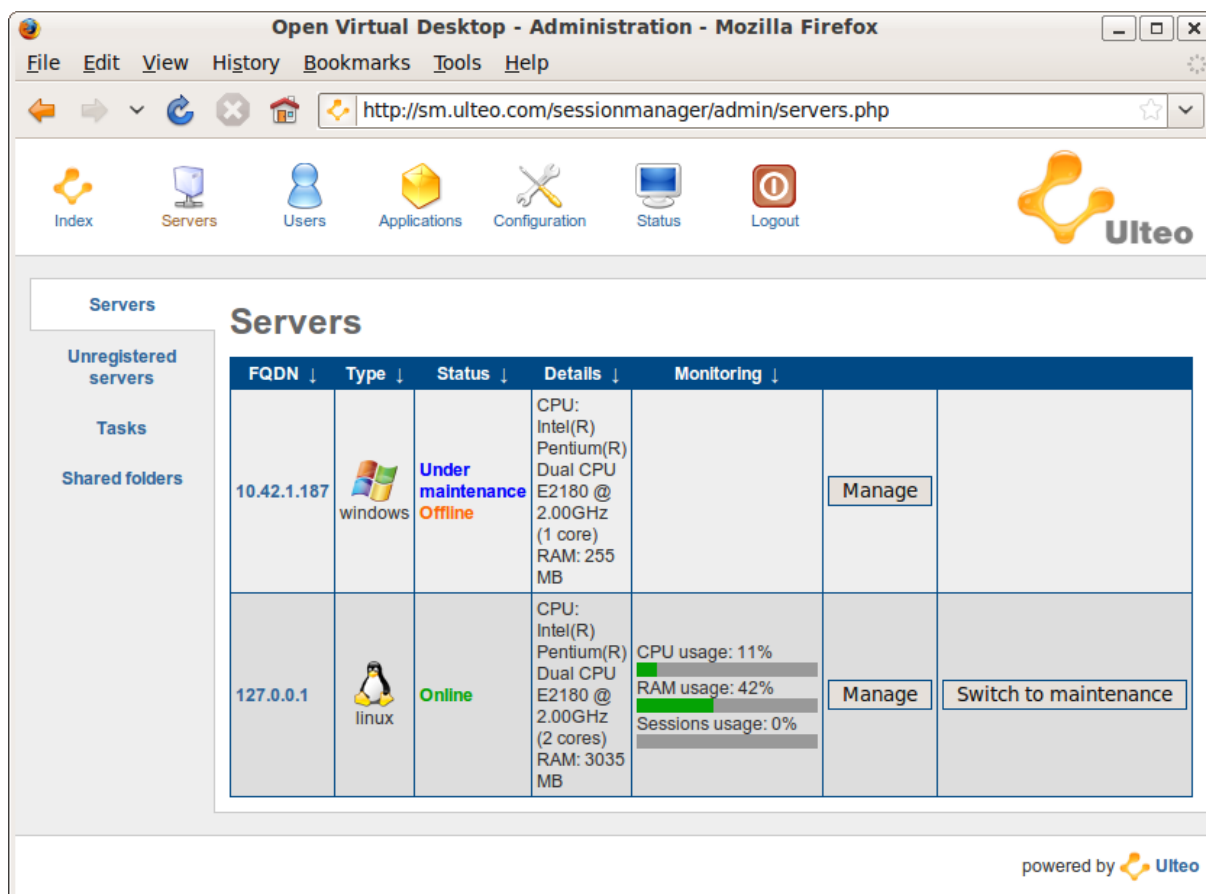 Open Virtual Desktop - Administration - Mozilla Firefox
File Edit View History Bookmarks Tools Help
http://sm.ulteo.com/sessionmanager/admin/servers.php
Index Servers Users Applications Configuration Status Logout
Ulteo
Servers
Unregistered
servers
Tasks
Shared folders
Servers
FQDN ↓ Type ↓ Status ↓ Details ↓ Monitoring ↓
10.42.1.187
windows
Under
maintenance
Offline
CPU:
Intel(R)
Pentium(R)
Dual CPU
E2180 @
2.00GHz
(1 core)
RAM: 255
MB
Manage
127.0.0.1
linux
Online
CPU:
Intel(R)
Pentium(R)
Dual CPU
E2180 @
2.00GHz
(2 cores)
RAM: 3035
MB
CPU usage: 11%
RAM usage: 42%
Sessions usage: 0%
Manage
Switch to maintenance
powered by Ulteo